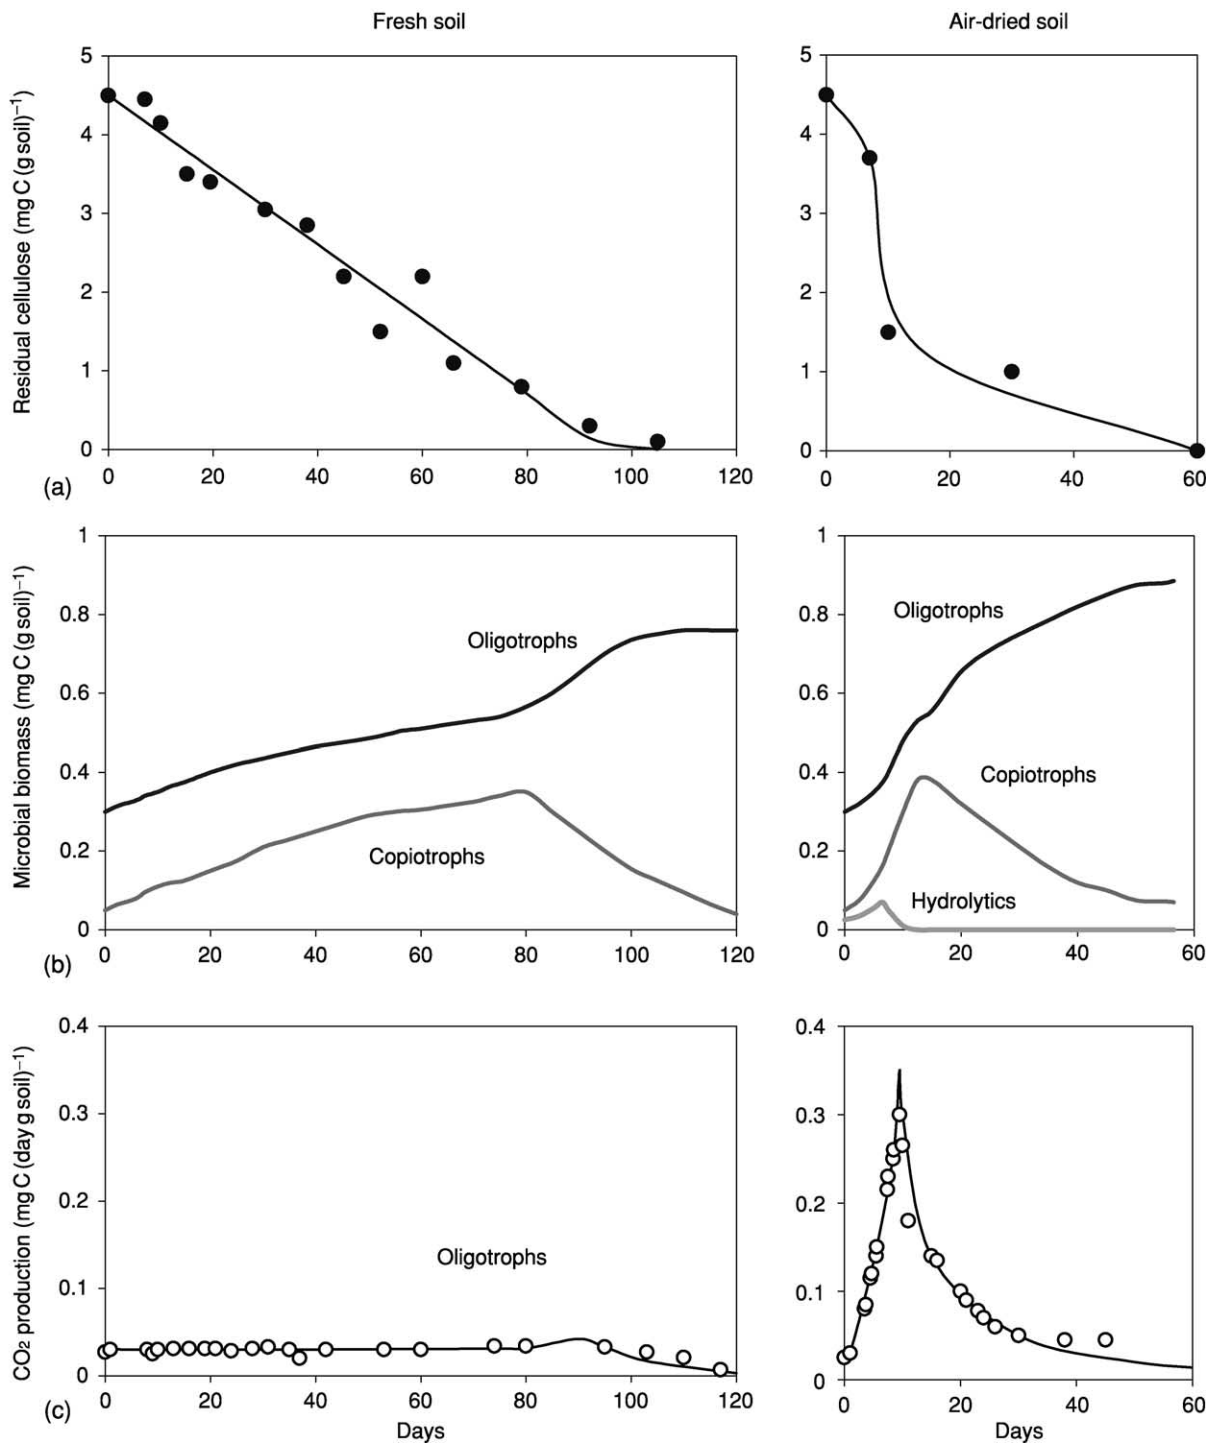 Fresh soil
Air-dried soil
Residual cellulose (mg C (g soil)⁻¹)
5
4
3
2
1
0
0 20 40 60 80 100 120
5
4
3
2
1
0
0 20 40 60
(a)
Microbial biomass (mg C (g soil)⁻¹)
1
0.8
0.6
0.4
0.2
0
Oligotrophs
Copiotrophs
0 20 40 60 80 100 120
1
0.8
0.6
0.4
0.2
0
Oligotrophs
Copiotrophs
Hydrolytics
0 20 40 60
(b)
CO₂ production (mg C (day g soil)⁻¹)
0.4
0.3
0.2
0.1
0
Oligotrophs
0 20 40 60 80 100 120
Days
0.4
0.3
0.2
0.1
0
0 20 40 60
Days
(c)